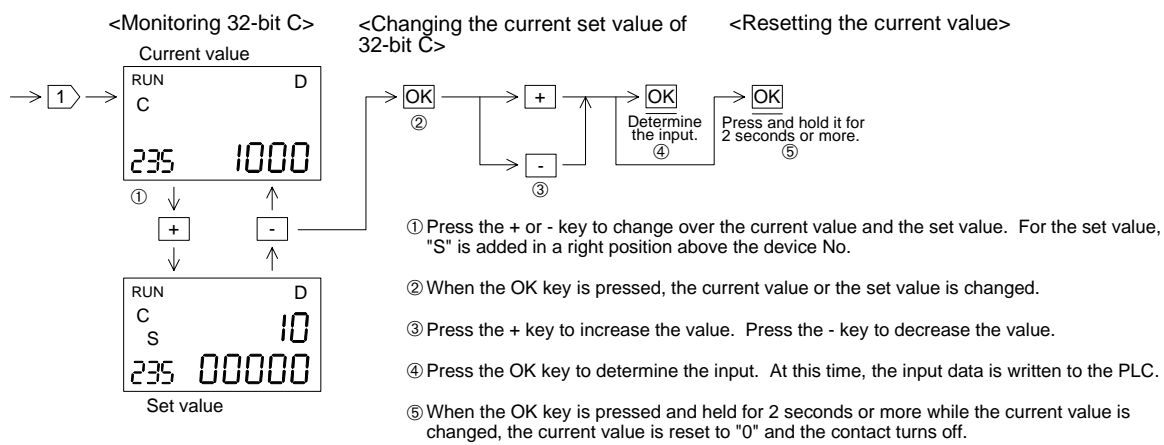 <Monitoring 32-bit C>
<Changing the current set value of
32-bit C>
<Resetting the current value>
Current value
1
RUN D
C
235 1000
①
+ -
RUN D
C 10
S
235 00000
Set value
OK
②
+
-
③
OK
Determine
the input.
④
OK
Press and hold it for
2 seconds or more.
⑤
① Press the + or - key to change over the current value and the set value. For the set value,
"S" is added in a right position above the device No.
② When the OK key is pressed, the current value or the set value is changed.
③ Press the + key to increase the value. Press the - key to decrease the value.
④ Press the OK key to determine the input. At this time, the input data is written to the PLC.
⑤ When the OK key is pressed and held for 2 seconds or more while the current value is
changed, the current value is reset to "0" and the contact turns off.